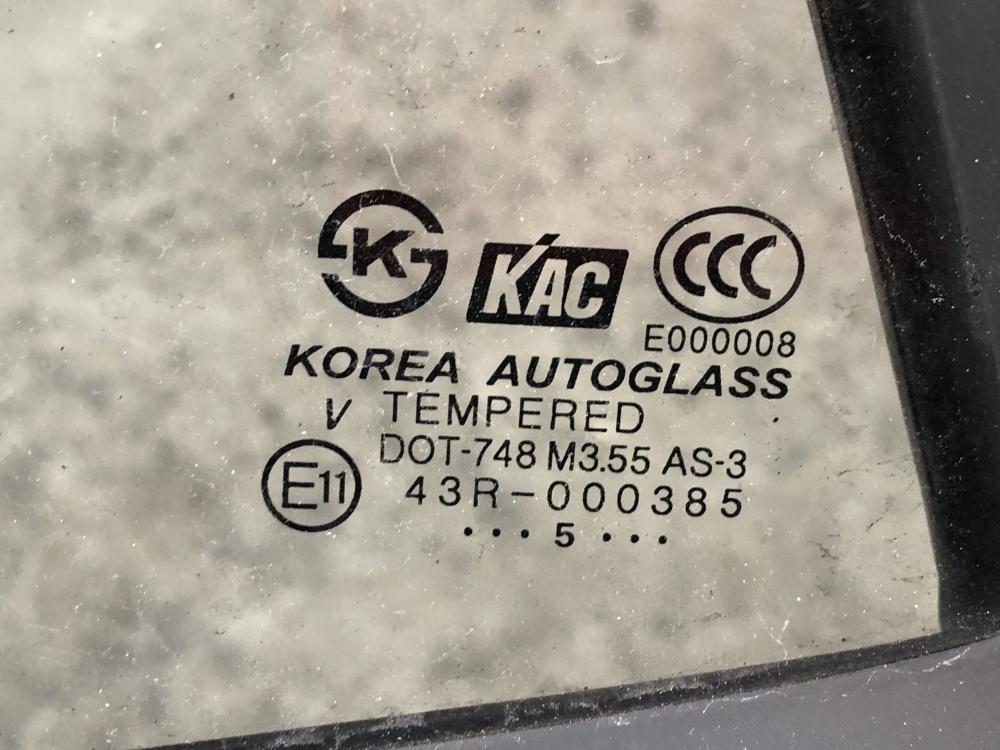 K KAC CCC
E000008
KOREA AUTOGLASS
V TEMPERED
DOT-748 M3.55 AS-3
E11 43R-000385
• • • 5 • • •